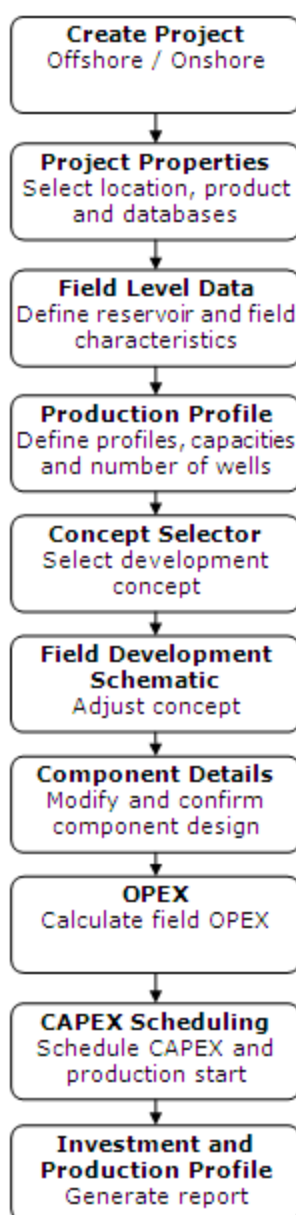 Create Project
Offshore / Onshore
Project Properties
Select location, product
and databases
Field Level Data
Define reservoir and field
characteristics
Production Profile
Define profiles, capacities
and number of wells
Concept Selector
Select development
concept
Field Development
Schematic
Adjust concept
Component Details
Modify and confirm
component design
OPEX
Calculate field OPEX
CAPEX Scheduling
Schedule CAPEX and
production start
Investment and
Production Profile
Generate report